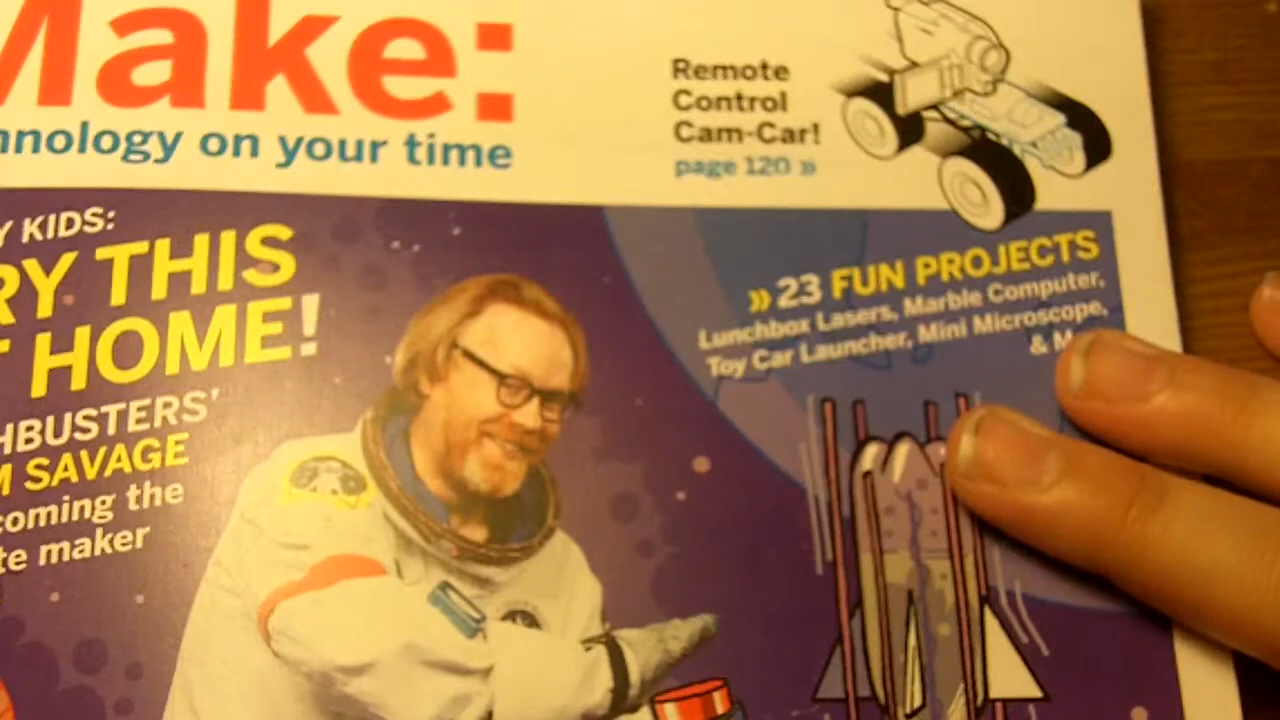 Make:
hnology on your time
Remote
Control
Cam-Car!
page 120 »
Y KIDS:
RY THIS
T HOME!
HBUSTERS'
M SAVAGE
coming the
te maker
» 23 FUN PROJECTS
Lunchbox Lasers, Marble Computer,
Toy Car Launcher, Mini Microscope,
& M